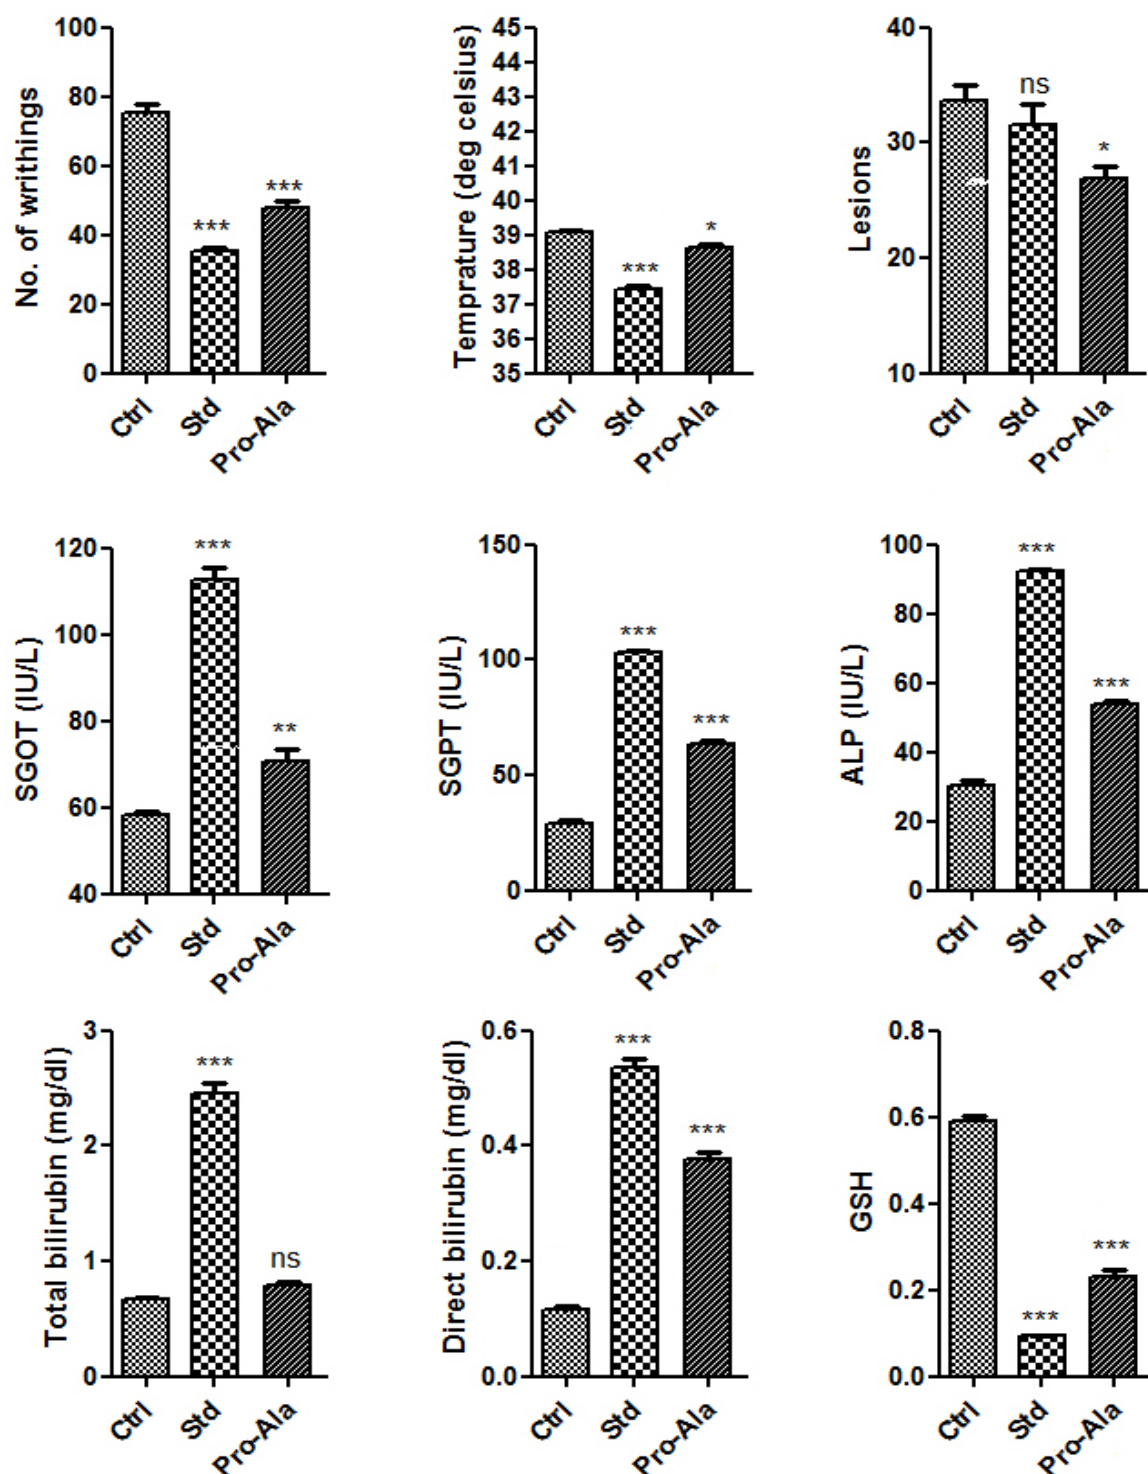 No. of writhings
100
80
60
40
20
0
***
***
Ctrl
Std
Pro-Ala
Temprature (deg celsius)
45
44
43
42
41
40
39
38
37
36
35
***
*
Ctrl
Std
Pro-Ala
Lesions
40
30
20
10
ns
*
Ctrl
Std
Pro-Ala
SGOT (IU/L)
120
100
80
60
40
***
**
Ctrl
Std
Pro-Ala
SGPT (IU/L)
150
100
50
0
***
***
Ctrl
Std
Pro-Ala
ALP (IU/L)
100
80
60
40
20
0
***
***
Ctrl
Std
Pro-Ala
Total bilirubin (mg/dl)
3
2
1
0
***
ns
Ctrl
Std
Pro-Ala
Direct bilirubin (mg/dl)
0.6
0.4
0.2
0.0
***
***
Ctrl
Std
Pro-Ala
GSH
0.8
0.6
0.4
0.2
0.0
***
***
Ctrl
Std
Pro-Ala